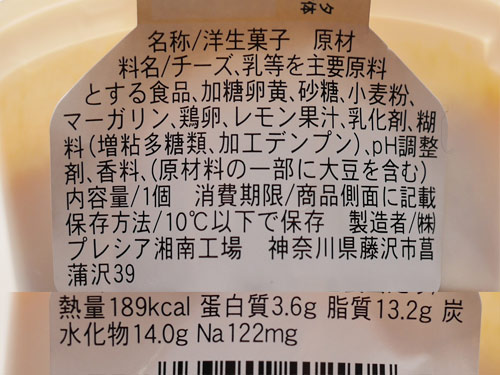 タ体
名称/洋生菓子 原材
料名/チーズ、乳等を主要原料
とする食品、加糖卵黄、砂糖、小麦粉、
マーガリン、鶏卵、レモン果汁、乳化剤、糊
料(増粘多糖類、加工デンプン)、pH調整
剤、香料、(原材料の一部に大豆を含む)
内容量/1個 消費期限/商品側面に記載
保存方法/10℃以下で保存 製造者/㈱
プレシア湘南工場 神奈川県藤沢市菖
蒲沢39
熱量189kcal 蛋白質3.6g 脂質13.2g 炭
水化物14.0g Na122mg